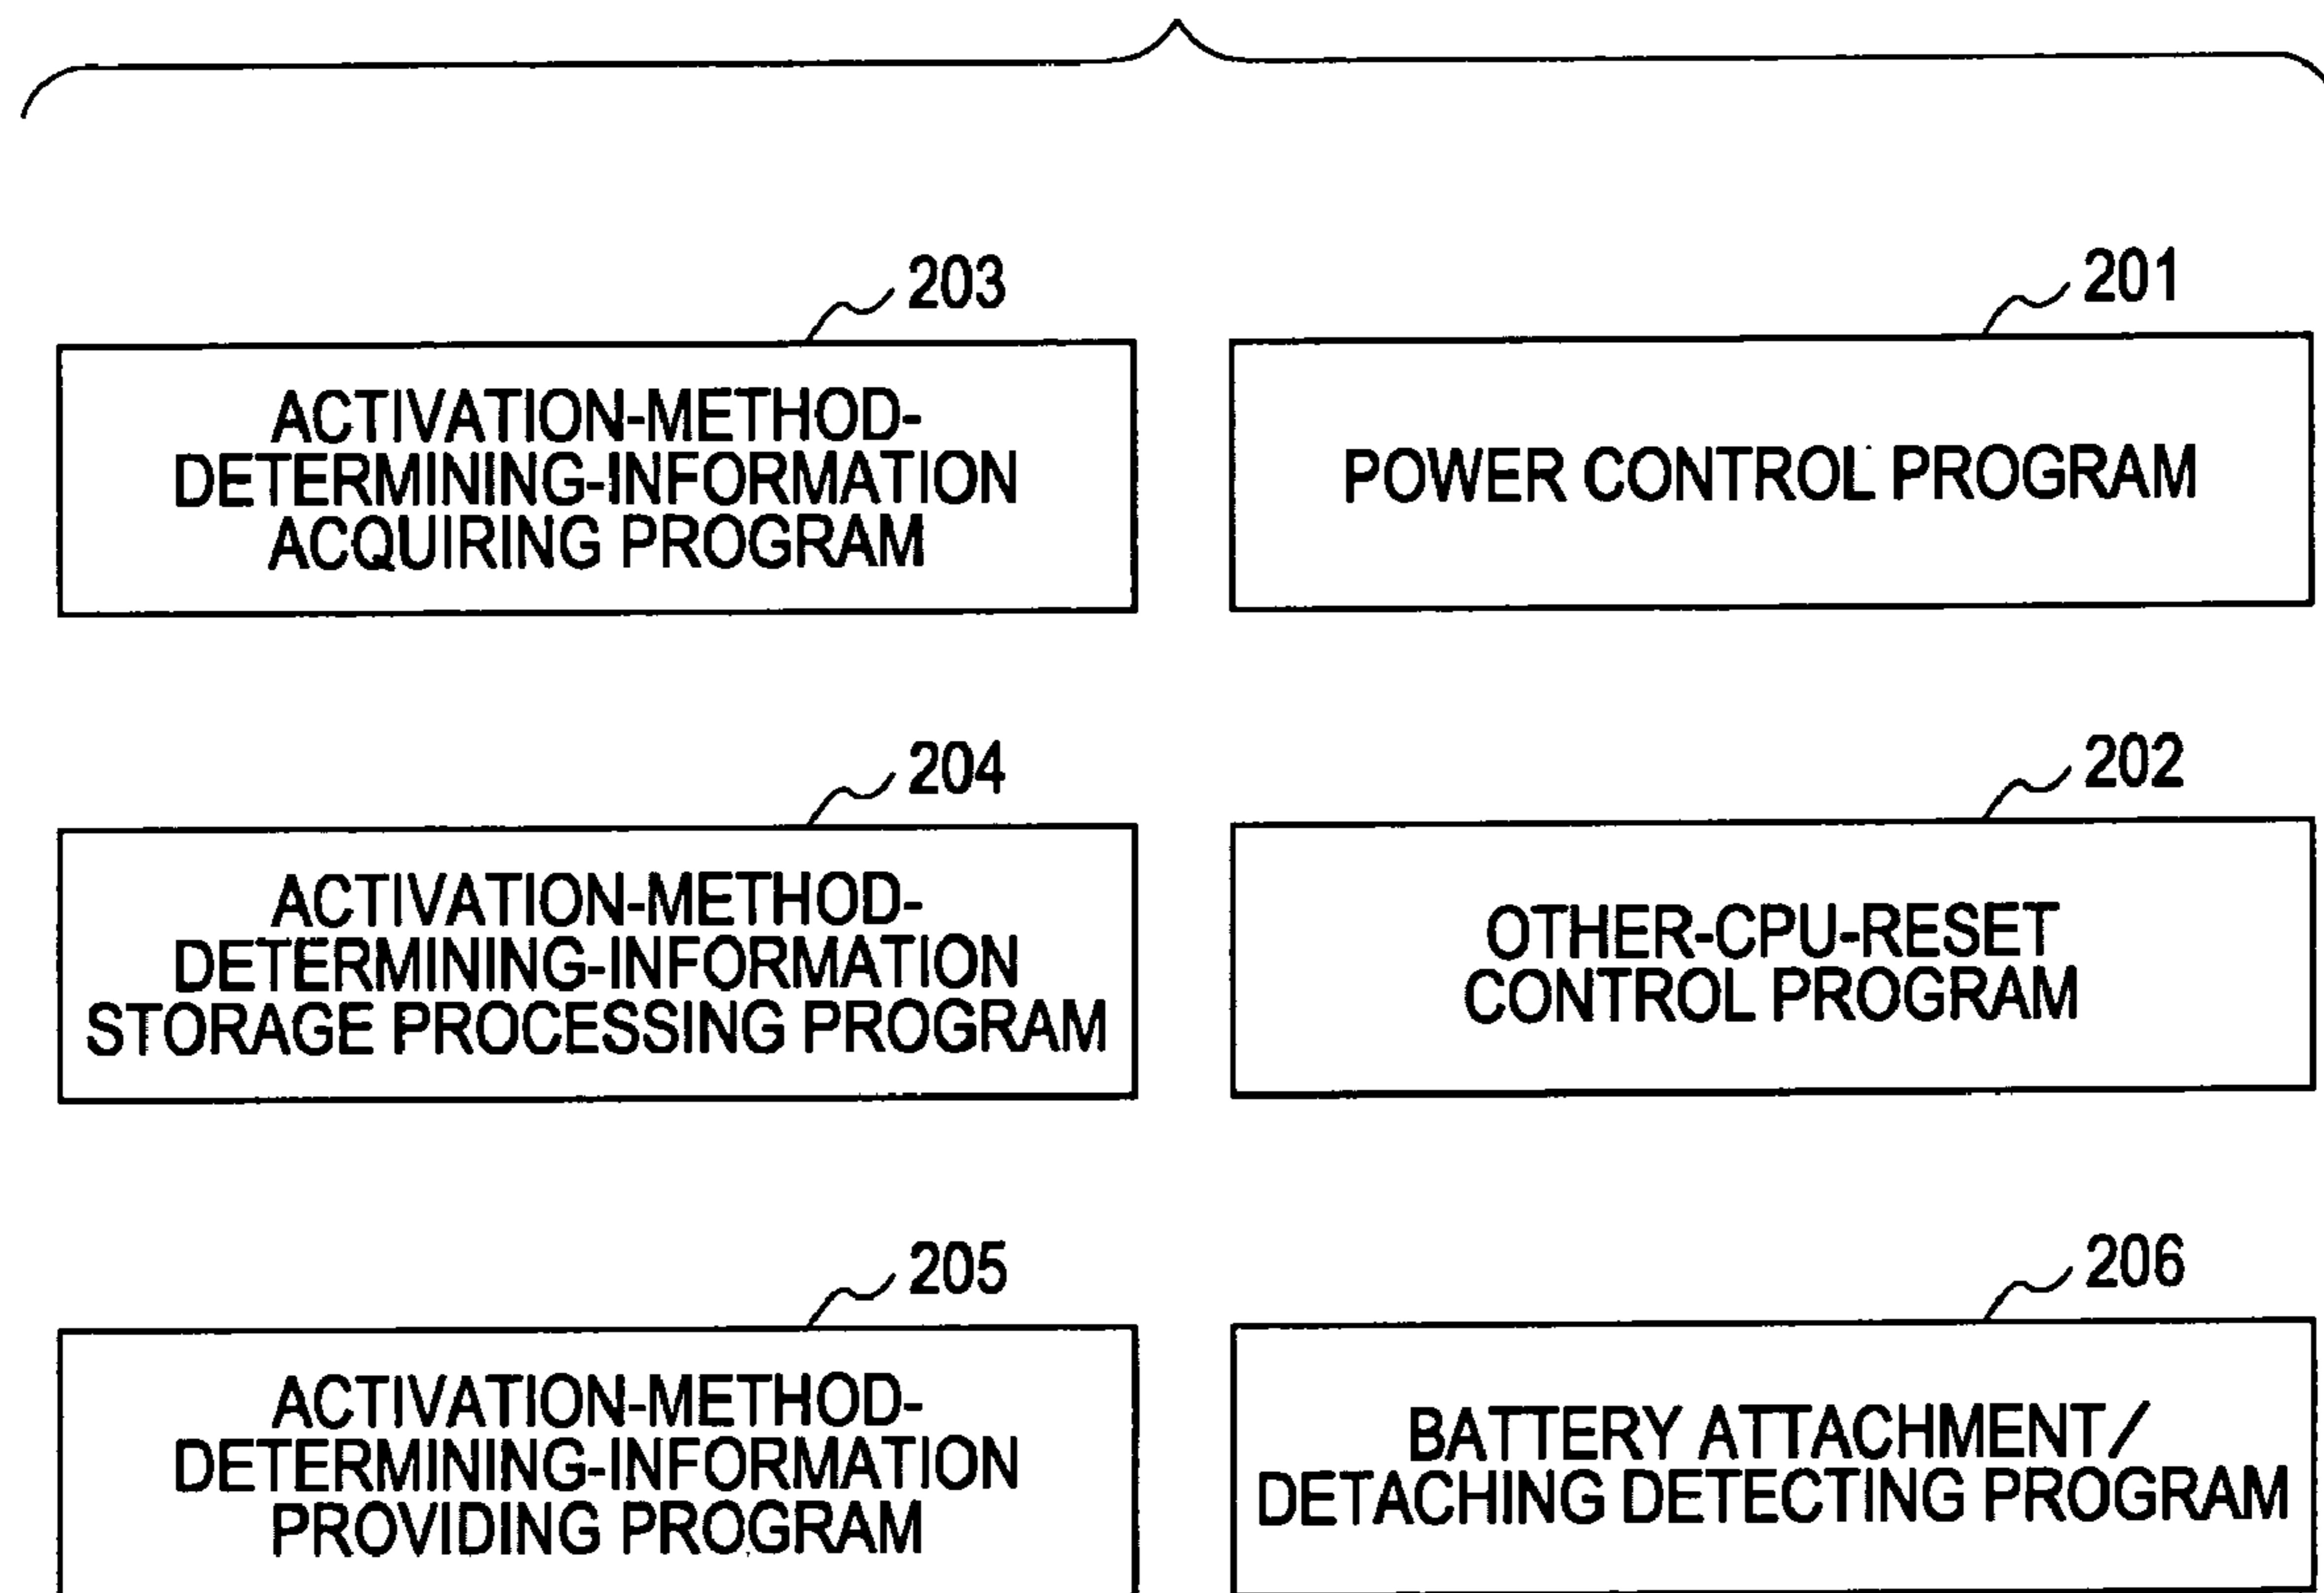 203
ACTIVATION-METHOD-
DETERMINING-INFORMATION
ACQUIRING PROGRAM
201
POWER CONTROL PROGRAM
204
ACTIVATION-METHOD-
DETERMINING-INFORMATION
STORAGE PROCESSING PROGRAM
202
OTHER-CPU-RESET
CONTROL PROGRAM
205
ACTIVATION-METHOD-
DETERMINING-INFORMATION
PROVIDING PROGRAM
206
BATTERY ATTACHMENT/
DETACHING DETECTING PROGRAM